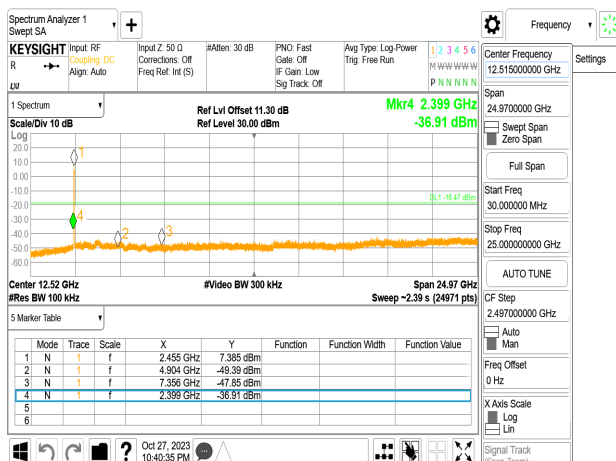 Spectrum Analyzer 1
Swept SA
+
Frequency
KEYSIGHT
R
Input: RF
Coupling: DC
Align: Auto
Input Z: 50 Ω
Corrections: Off
Freq Ref: Int (S)
#Atten: 30 dB
PNO: Fast
Gate: Off
IF Gain: Low
Sig Track: Off
Avg Type: Log-Power
Trig: Free Run
1 2 3 4 5 6
M W W W W W
P N N N N N
LXI
1 Spectrum
Scale/Div 10 dB
Ref Lvl Offset 11.30 dB
Ref Level 30.00 dBm
Mkr4 2.399 GHz
-36.91 dBm
Log
20.0
10.0
0.00
-10.0
-20.0
-30.0
-40.0
-50.0
-60.0
1
2
3
4
DL1 -18.47 dBm
Center 12.52 GHz
#Video BW 300 kHz
Span 24.97 GHz
#Res BW 100 kHz
Sweep ~2.39 s (24971 pts)
5 Marker Table
Mode Trace Scale X Y Function Function Width Function Value
1 N 1 f 2.455 GHz 7.385 dBm
2 N 1 f 4.904 GHz -49.39 dBm
3 N 1 f 7.356 GHz -47.85 dBm
4 N 1 f 2.399 GHz -36.91 dBm
5
6
?
Oct 27, 2023
10:40:35 PM
Center Frequency
12.515000000 GHz
Settings
Span
24.9700000 GHz
Swept Span
Zero Span
Full Span
Start Freq
30.000000 MHz
Stop Freq
25.000000000 GHz
AUTO TUNE
CF Step
2.497000000 GHz
Auto
Man
Freq Offset
0 Hz
X Axis Scale
Log
Lin
Signal Track
(Span Zoom)